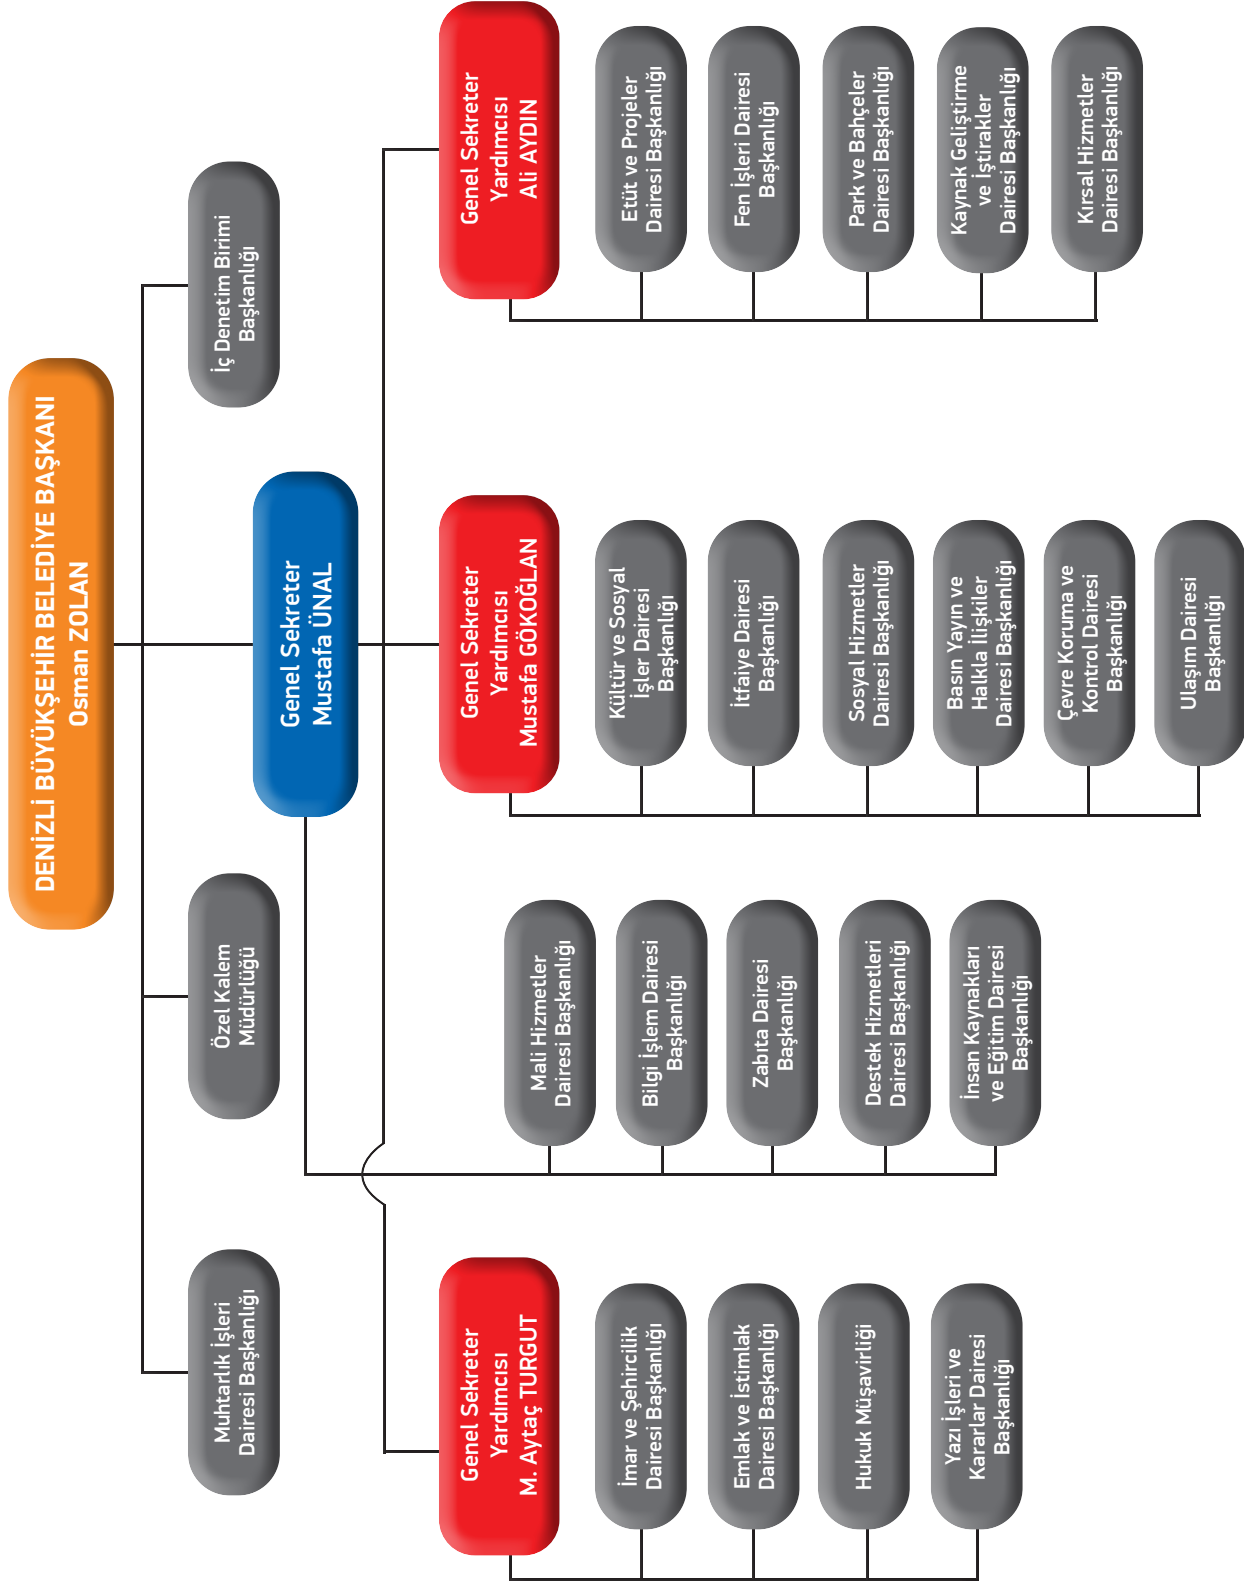 DENİZLİ BÜYÜKŞEHİR BELEDİYE BAŞKANI
Osman ZOLAN
Muhtarlık İşleri
Dairesi Başkanlığı
Özel Kalem
Müdürlüğü
İç Denetim Birimi
Başkanlığı
Genel Sekreter
Mustafa ÜNAL
Genel Sekreter
Yardımcısı
M. Aytaç TURGUT
İmar ve Şehircilik
Dairesi Başkanlığı
Emlak ve İstimlak
Dairesi Başkanlığı
Hukuk Müşavirliği
Yazı İşleri ve
Kararlar Dairesi
Başkanlığı
Mali Hizmetler
Dairesi Başkanlığı
Bilgi İşlem Dairesi
Başkanlığı
Zabıta Dairesi
Başkanlığı
Destek Hizmetleri
Dairesi Başkanlığı
İnsan Kaynakları
ve Eğitim Dairesi
Başkanlığı
Genel Sekreter
Yardımcısı
Mustafa GÖKOĞLAN
Kültür ve Sosyal
İşler Dairesi
Başkanlığı
İtfaiye Dairesi
Başkanlığı
Sosyal Hizmetler
Dairesi Başkanlığı
Basın Yayın ve
Halkla İlişkiler
Dairesi Başkanlığı
Çevre Koruma ve
Kontrol Dairesi
Başkanlığı
Ulaşım Dairesi
Başkanlığı
Genel Sekreter
Yardımcısı
Ali AYDIN
Etüt ve Projeler
Dairesi Başkanlığı
Fen İşleri Dairesi
Başkanlığı
Park ve Bahçeler
Dairesi Başkanlığı
Kaynak Geliştirme
ve İştirakler
Dairesi Başkanlığı
Kırsal Hizmetler
Dairesi Başkanlığı